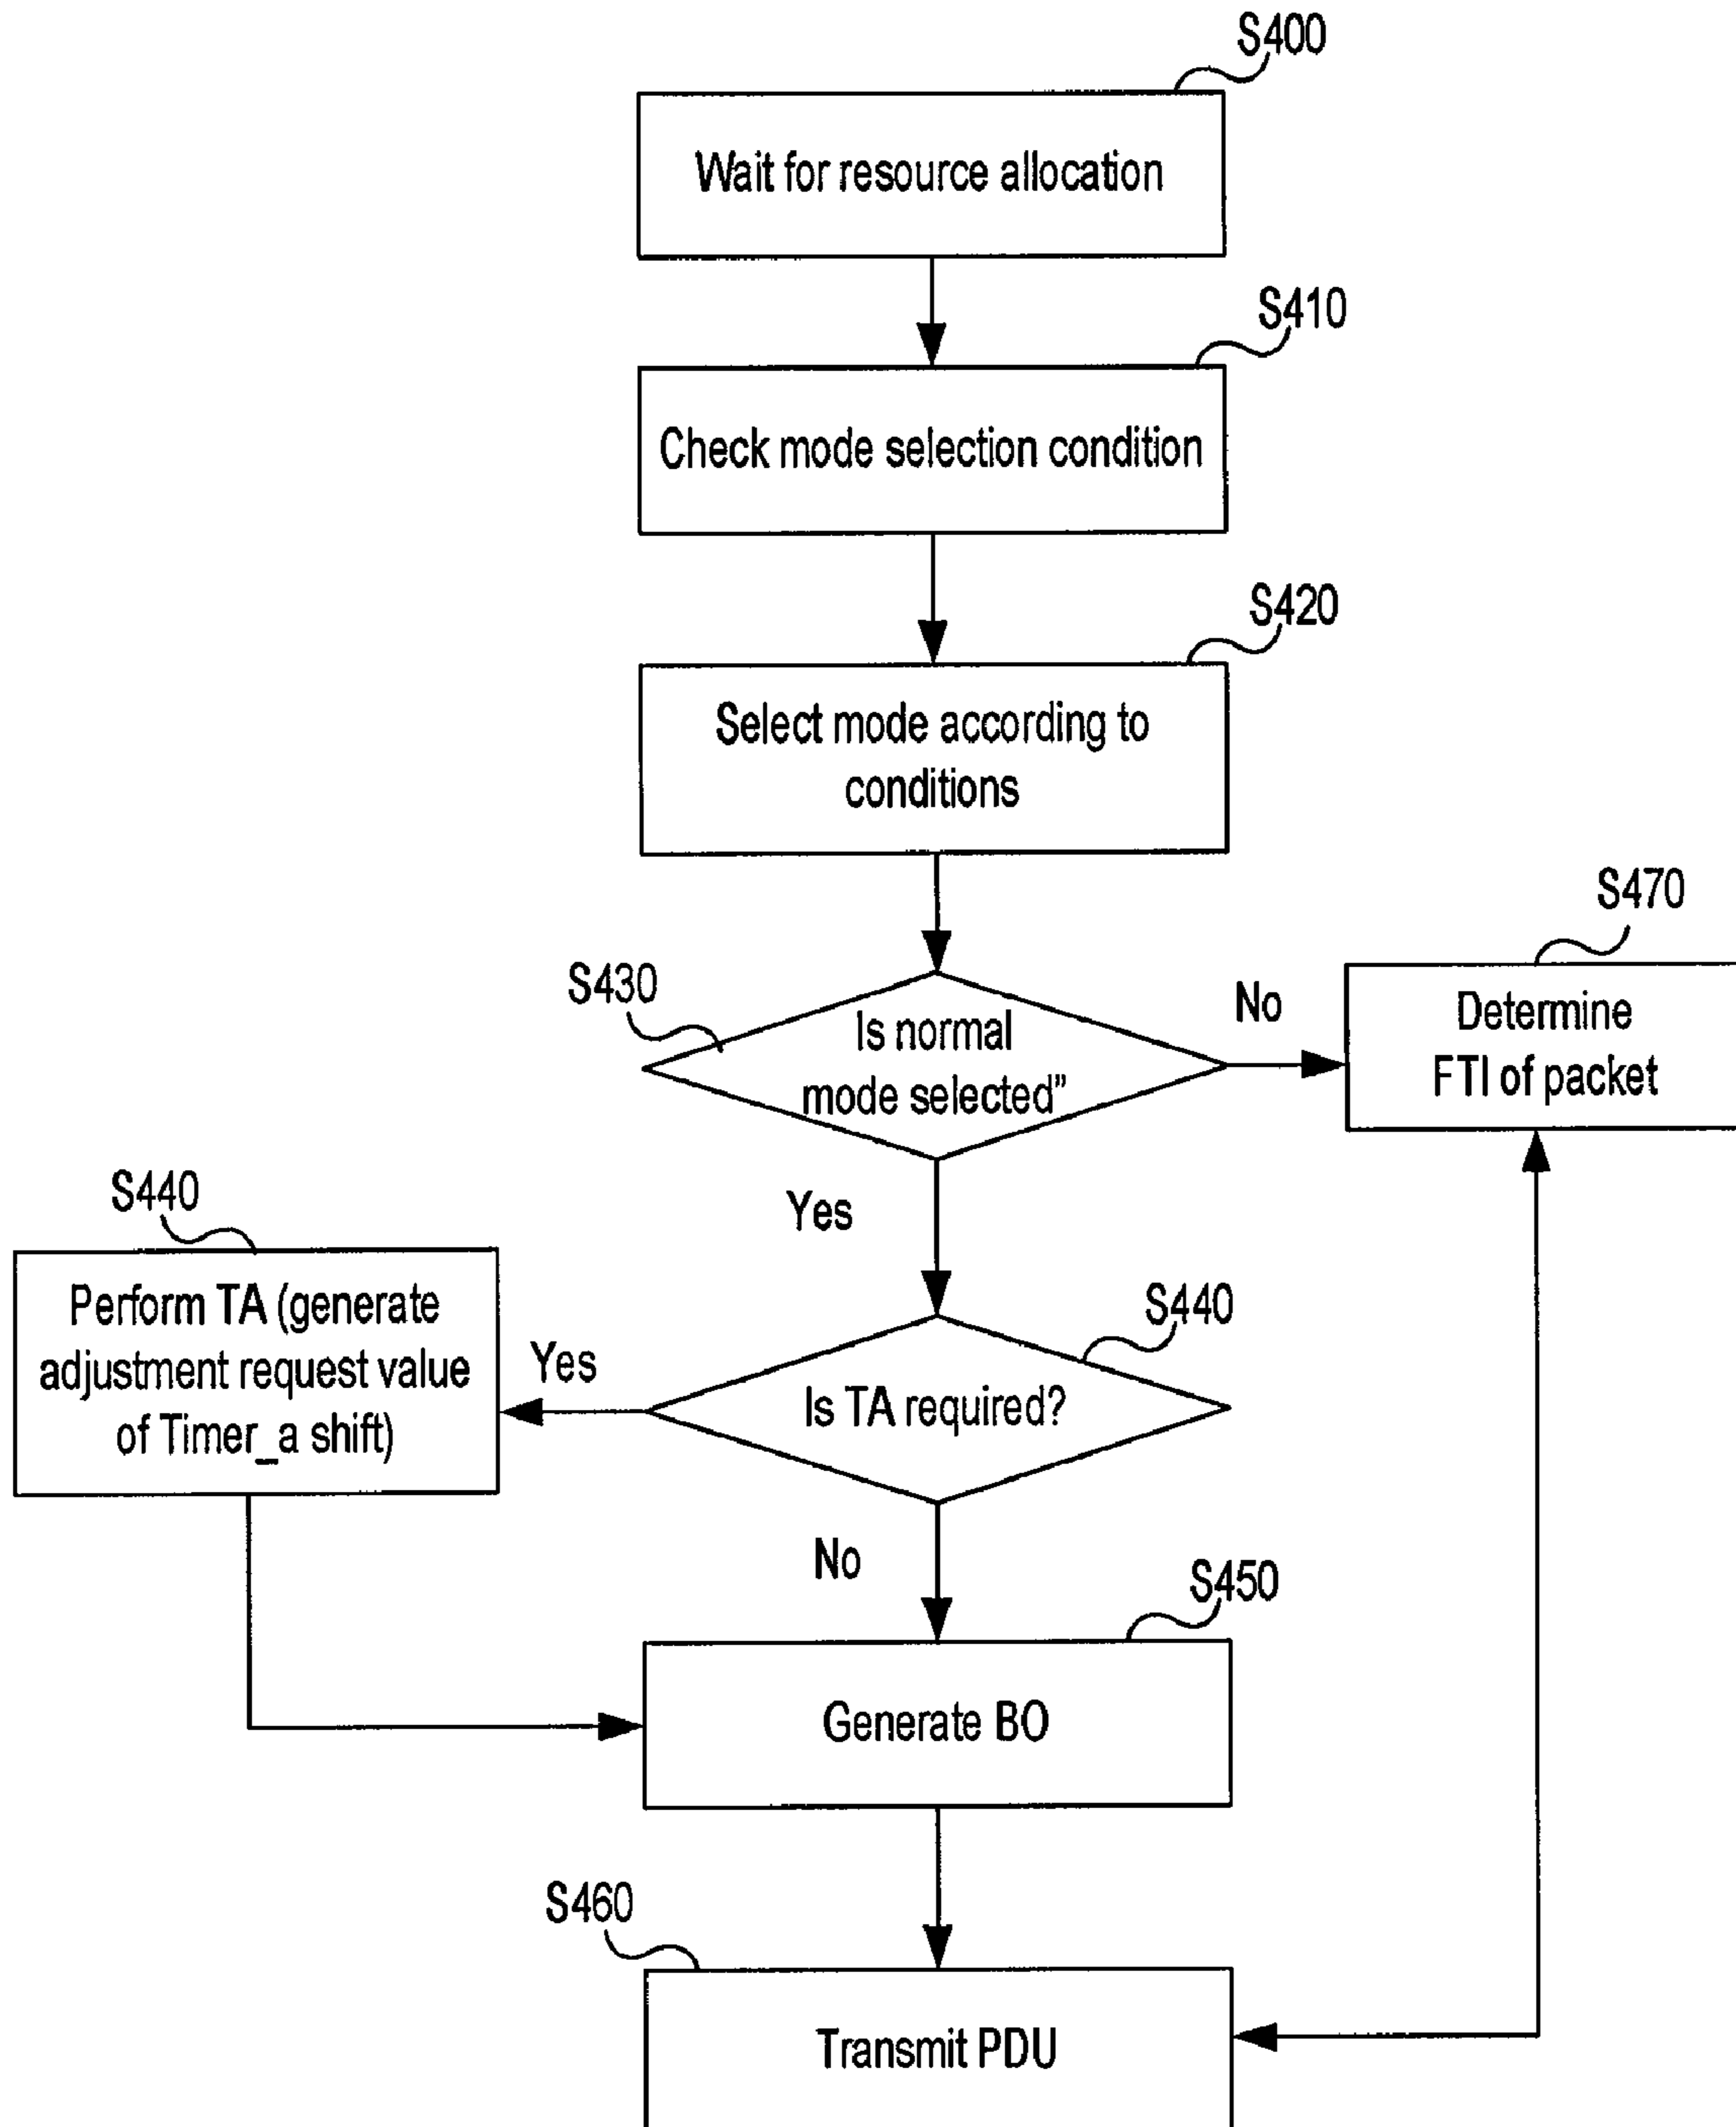 S400
Wait for resource allocation
S410
Check mode selection condition
S420
Select mode according to
conditions
S430
Is normal
mode selected”
No
S470
Determine
FTI of packet
Yes
S440
Perform TA (generate
adjustment request value
of Timer_a shift)
Yes
S440
Is TA required?
No
S450
Generate BO
S460
Transmit PDU